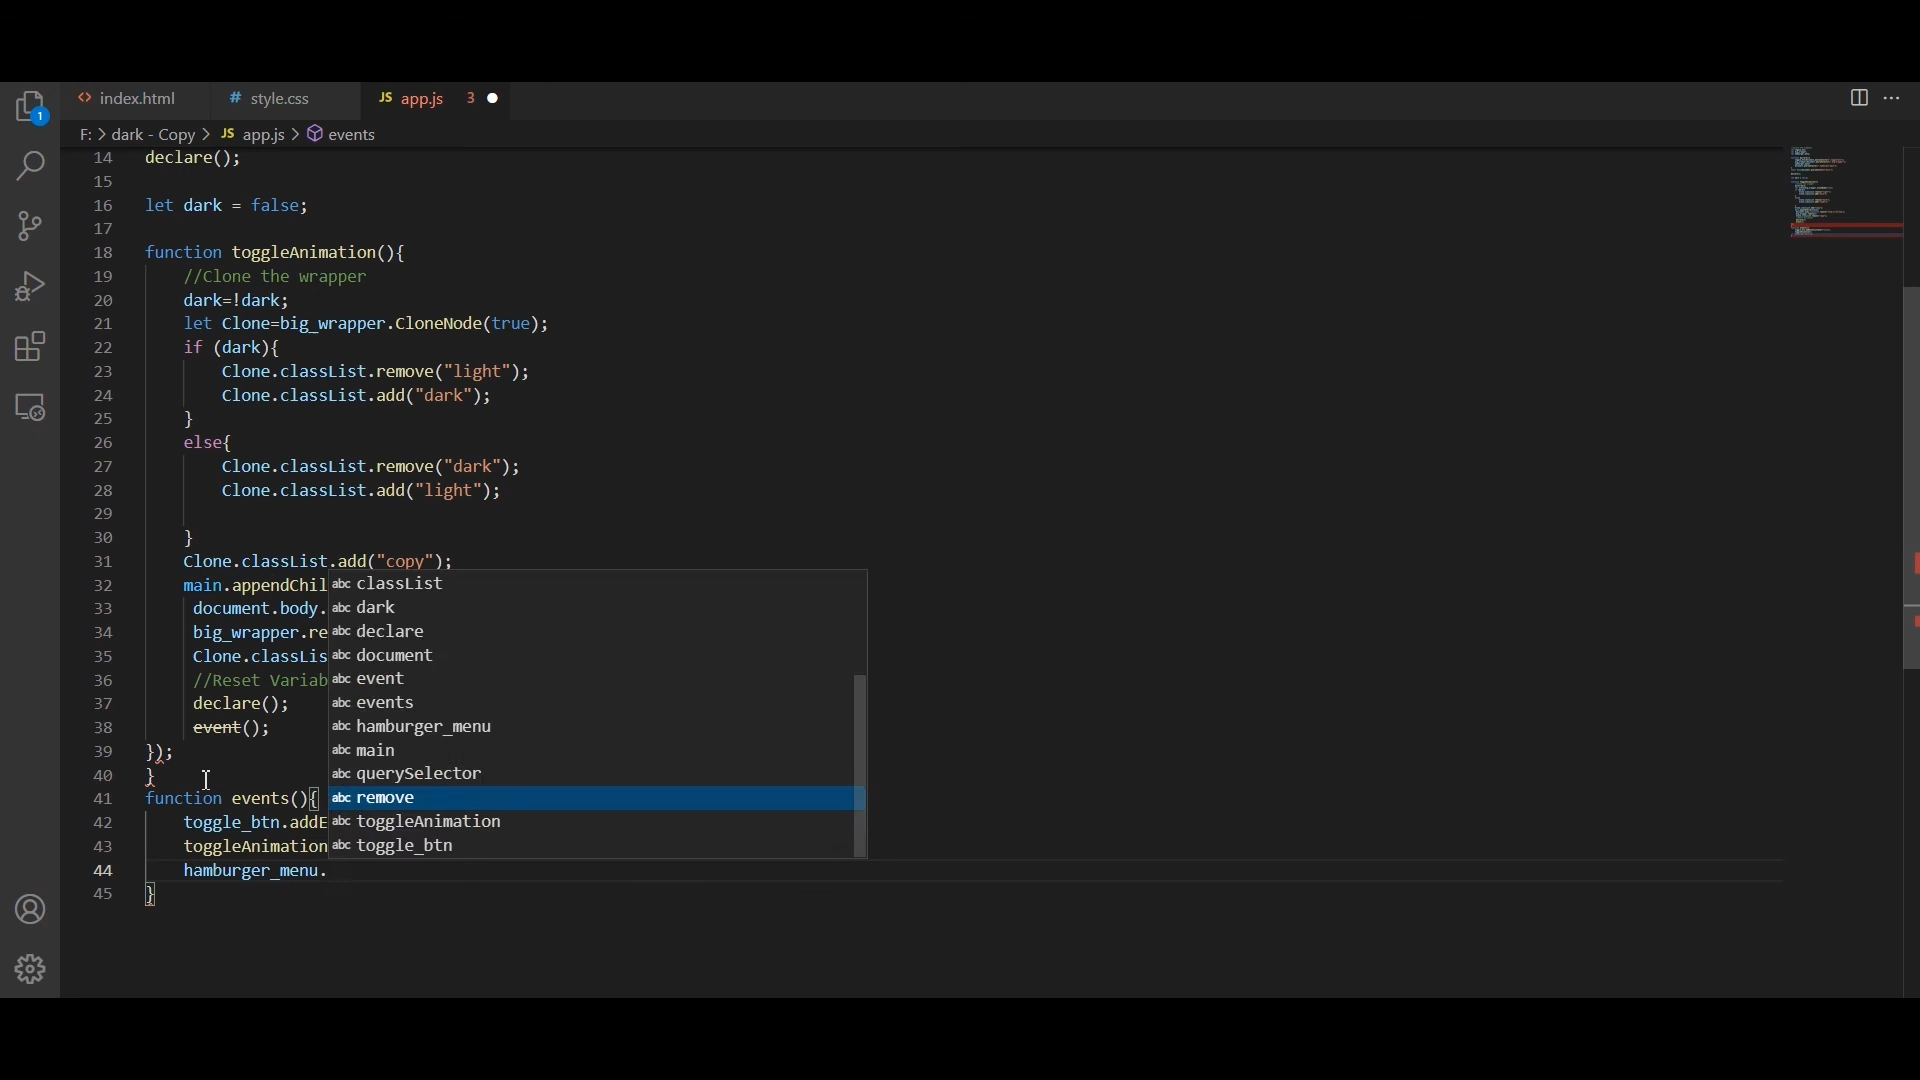 1
index.html
# style.css
JS app.js 3
F: > dark - Copy > JS app.js > events
14 declare();
15
16 let dark = false;
17
18 function toggleAnimation(){
19 //Clone the wrapper
20 dark=!dark;
21 let Clone=big_wrapper.CloneNode(true);
22 if (dark){
23 Clone.classList.remove("light");
24 Clone.classList.add("dark");
25 }
26 else{
27 Clone.classList.remove("dark");
28 Clone.classList.add("light");
29
30 }
31 Clone.classList.add("copy");
32 main.appendChil
33 document.body.
34 big_wrapper.re
35 Clone.classLis
36 //Reset Variab
37 declare();
38 event();
39 });
40 }
41 function events(){
42 toggle_btn.addE
43 toggleAnimation
44 hamburger_menu.
45 }
abc classList
abc dark
abc declare
abc document
abc event
abc events
abc hamburger_menu
abc main
abc querySelector
abc remove
abc toggleAnimation
abc toggle_btn